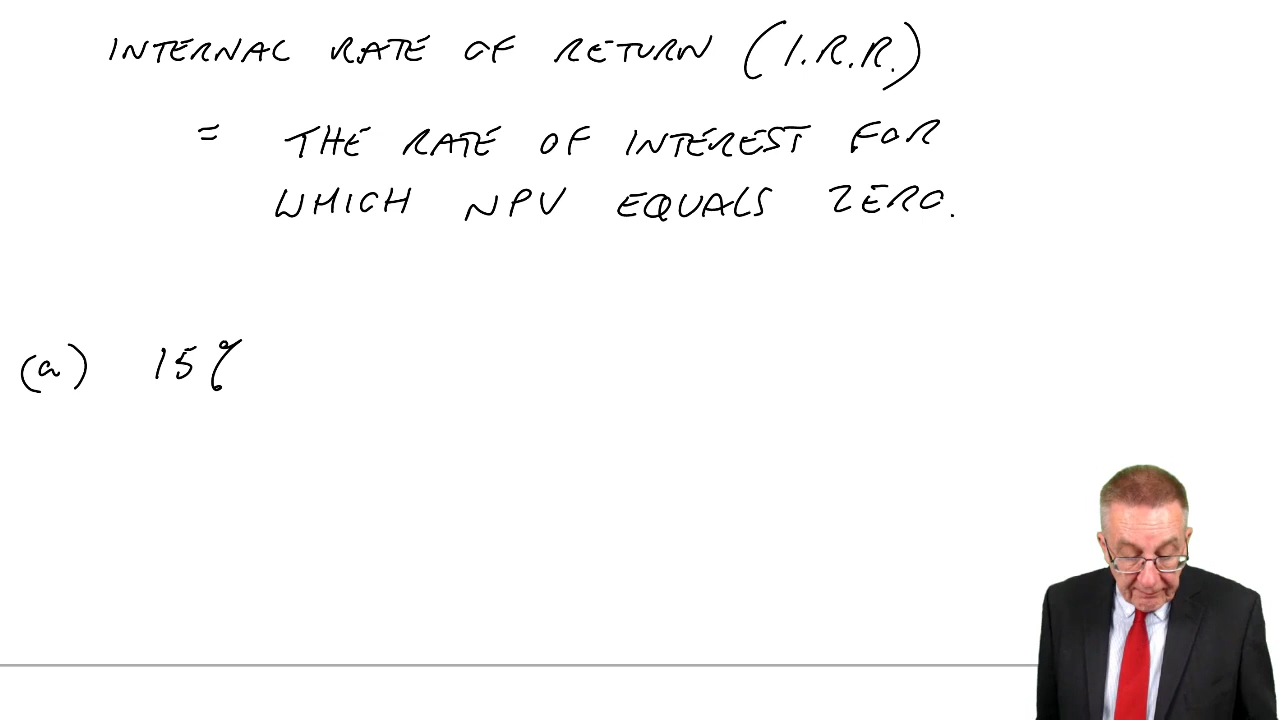 INTERNAL RATE OF RETURN (I.R.R.)
= THE RATE OF INTEREST FOR
WHICH NPV EQUALS ZERO.
(a) 15%